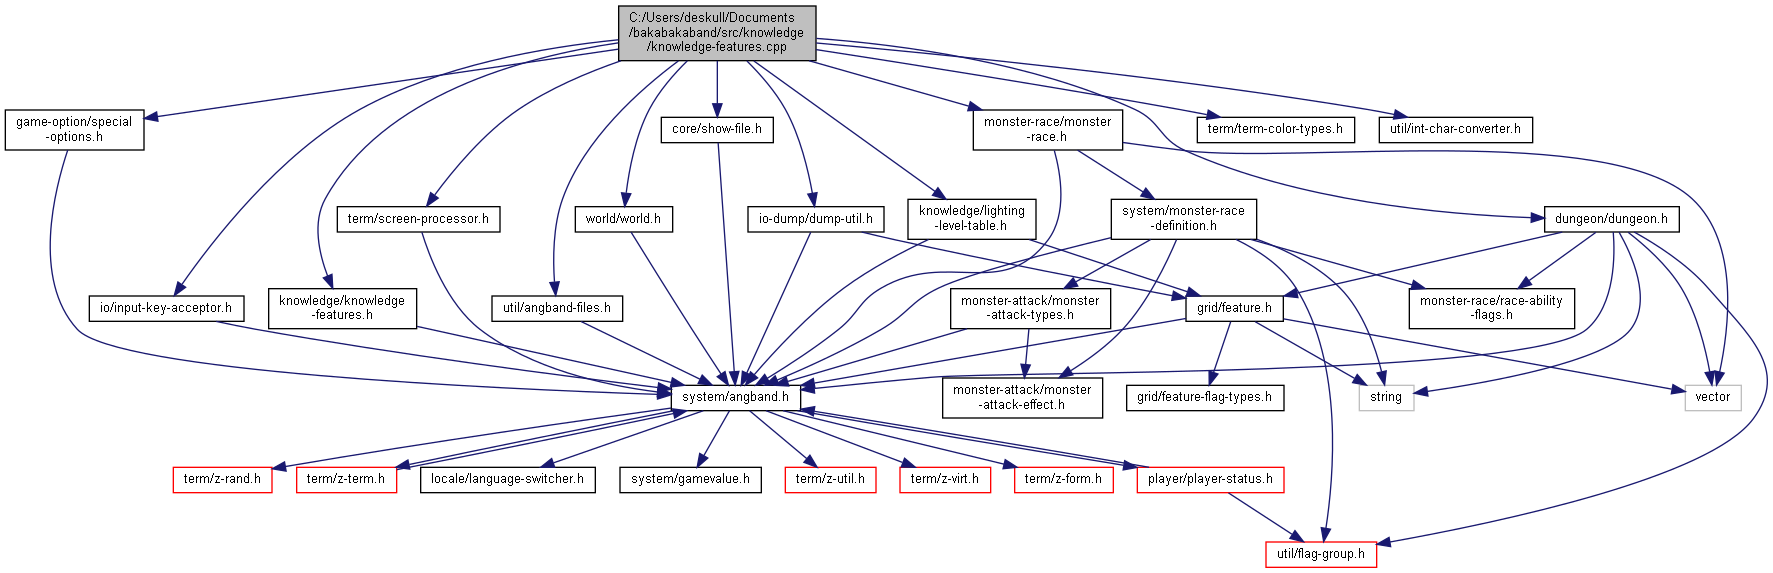 C:/Users/deskull/Documents
/bakabakaband/src/knowledge
/knowledge-features.cpp
game-option/special
-options.h
core/show-file.h
monster-race/monster
-race.h
term/term-color-types.h
util/int-char-converter.h
term/screen-processor.h
world/world.h
io-dump/dump-util.h
knowledge/lighting
-level-table.h
system/monster-race
-definition.h
dungeon/dungeon.h
io/input-key-acceptor.h
knowledge/knowledge
-features.h
util/angband-files.h
monster-attack/monster
-attack-types.h
grid/feature.h
monster-race/race-ability
-flags.h
system/angband.h
monster-attack/monster
-attack-effect.h
grid/feature-flag-types.h
string
vector
term/z-rand.h
term/z-term.h
locale/language-switcher.h
system/gamevalue.h
term/z-util.h
term/z-virt.h
term/z-form.h
player/player-status.h
util/flag-group.h